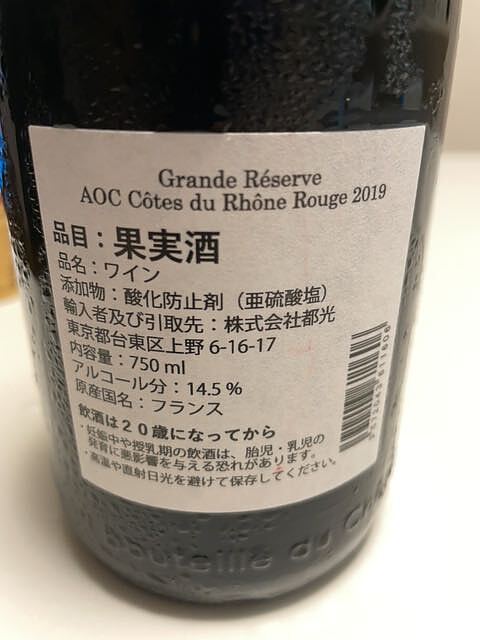 Grande Réserve
AOC Côtes du Rhône Rouge 2019
品目：果実酒
品名：ワイン
添加物：酸化防止剤（亜硫酸塩）
輸入者及び引取先：株式会社都光
東京都台東区上野 6-16-17
内容量：750 ml
アルコール分：14.5 %
原産国名：フランス
飲酒は２０歳になってから
・妊娠中や授乳期の飲酒は、胎児・乳児の
発育に悪影響を与える恐れがあります。
・高温や直射日光を避けて保存してください。
bouteille du